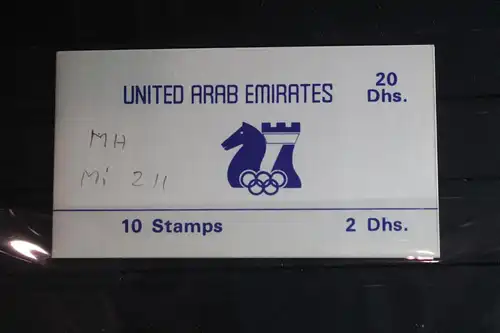 UNITED ARAB EMIRATES
20
Dhs.
MH
Mi 211
10 Stamps
2 Dhs.